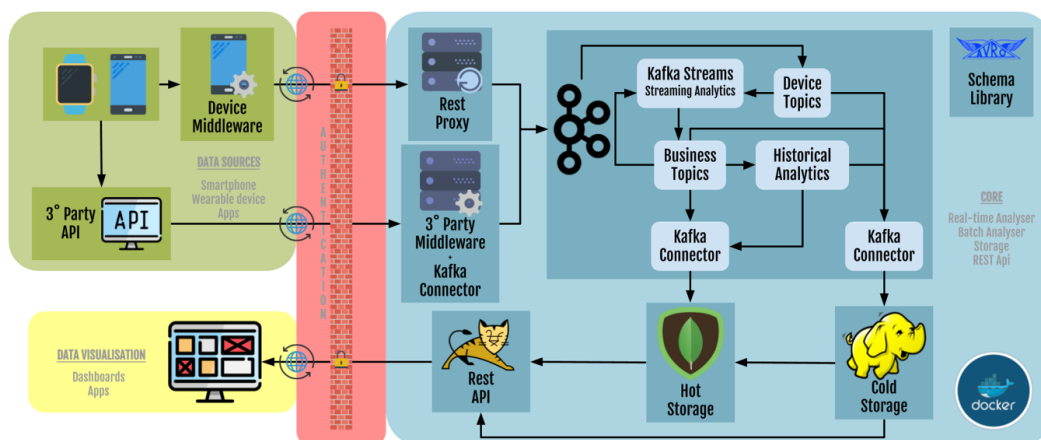 Device
Middleware
DATA SOURCES
Smartphone
Wearable device
Apps
3° Party
API
API
AUTHENTICATION
Rest
Proxy
3° Party
Middleware
+
Kafka
Connector
Kafka Streams
Streaming Analytics
Device
Topics
Business
Topics
Historical
Analytics
Kafka
Connector
Kafka
Connector
AVRO
Schema
Library
CORE
Real-time Analyser
Batch Analyser
Storage
REST Api
DATA VISUALISATION
Dashboards
Apps
Rest
API
Hot
Storage
Cold
Storage
docker